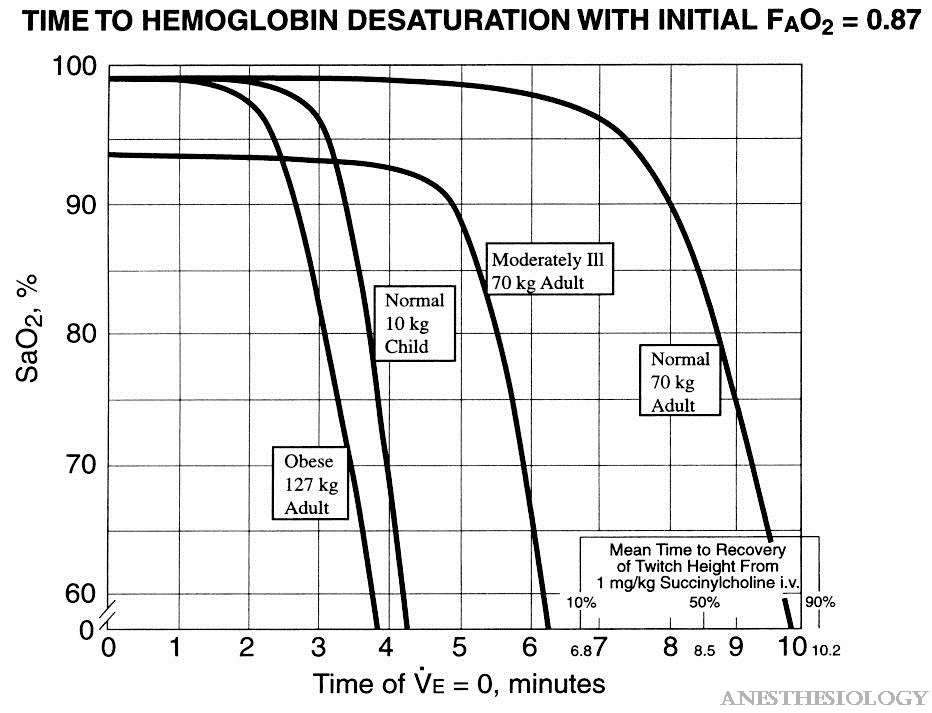 TIME TO HEMOGLOBIN DESATURATION WITH INITIAL FAO2 = 0.87
100
90
80
70
60
0
SaO2, %
Moderately Ill
70 kg Adult
Normal
10 kg
Child
Normal
70 kg
Adult
Obese
127 kg
Adult
Mean Time to Recovery
of Twitch Height From
1 mg/kg Succinylcholine i.v.
10% 50% 90%
0 1 2 3 4 5 6 6.8 7 8 8.5 9 10 10.2
Time of V̇E = 0, minutes
ANESTHESIOLOGY